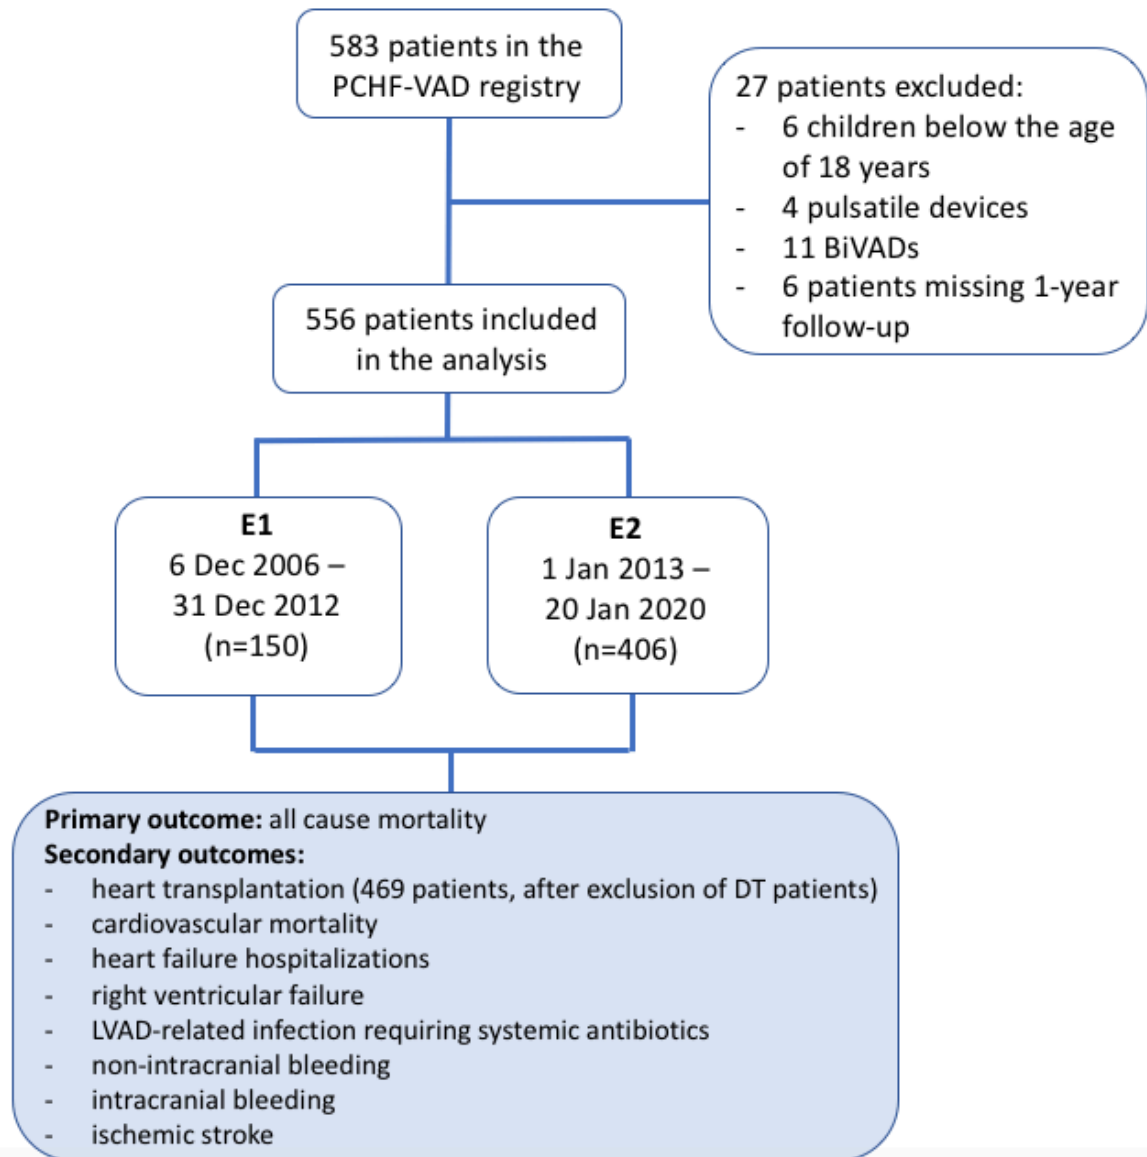 583 patients in the
PCHF-VAD registry
27 patients excluded:
- 6 children below the age
of 18 years
- 4 pulsatile devices
- 11 BiVADs
- 6 patients missing 1-year
follow-up
556 patients included
in the analysis
E1
6 Dec 2006 –
31 Dec 2012
(n=150)
E2
1 Jan 2013 –
20 Jan 2020
(n=406)
Primary outcome: all cause mortality
Secondary outcomes:
- heart transplantation (469 patients, after exclusion of DT patients)
- cardiovascular mortality
- heart failure hospitalizations
- right ventricular failure
- LVAD-related infection requiring systemic antibiotics
- non-intracranial bleeding
- intracranial bleeding
- ischemic stroke